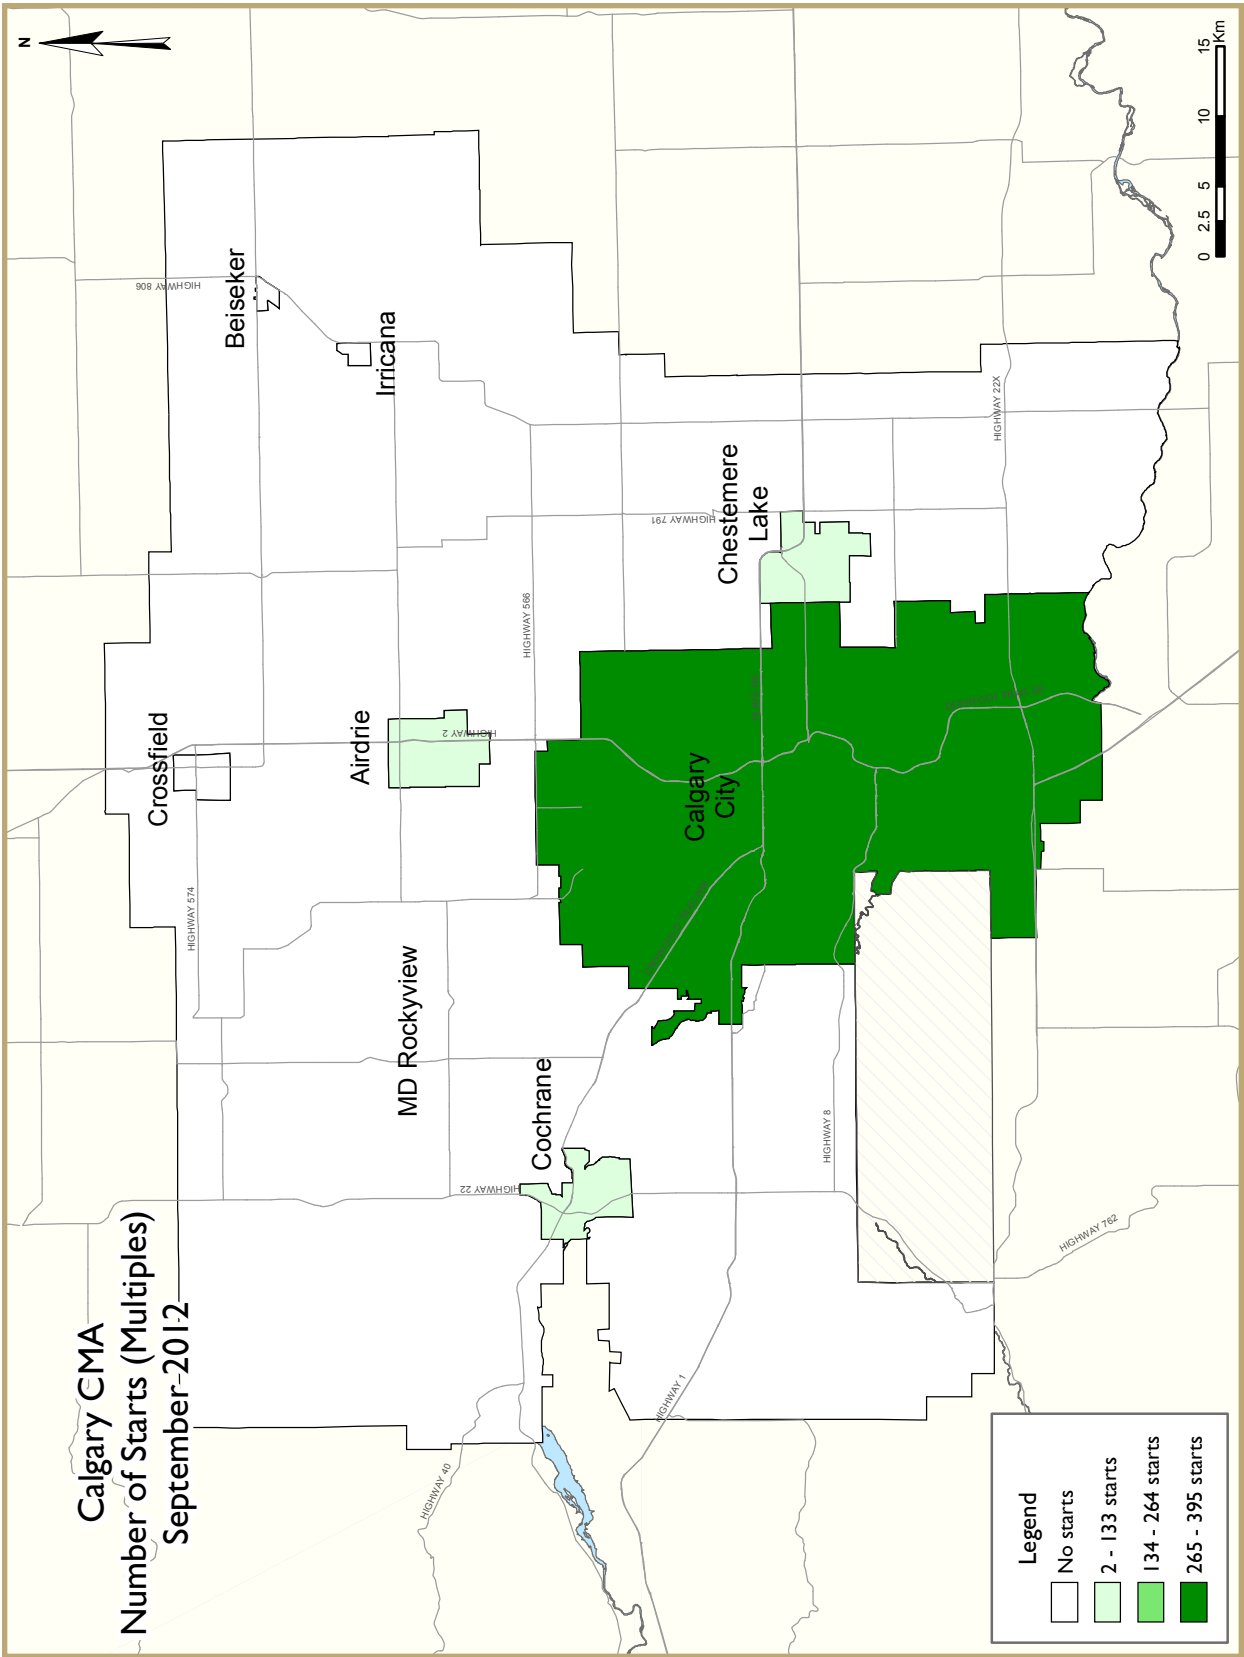 Calgary CMA
Number of Starts (Multiples)
September 2012
N
Crossfield
Beiseker
Irricana
Airdrie
MD Rockyview
Cochrane
Calgary
City
Chestemere
Lake
HIGHWAY 574
HIGHWAY 806
HIGHWAY 2
HIGHWAY 566
HIGHWAY 791
HIGHWAY 22
HIGHWAY 40
HIGHWAY 1
HIGHWAY 8
HIGHWAY 22X
HIGHWAY 762
Legend
No starts
2 - 133 starts
134 - 264 starts
265 - 395 starts
0 2.5 5 10 15
Km